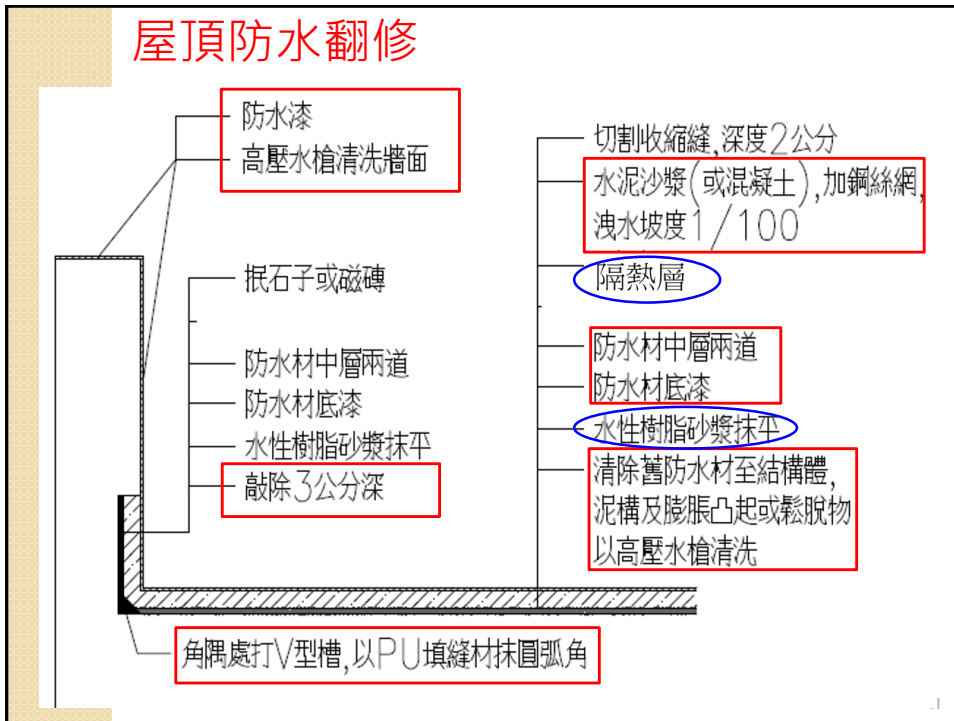 屋頂防水翻修
防水漆
高壓水槍清洗牆面
抿石子或磁磚
防水材中層兩道
防水材底漆
水性樹脂砂漿抹平
敲除3公分深
切割收縮縫,深度2公分
水泥沙漿(或混凝土),加鋼絲網,
洩水坡度1/100
隔熱層
防水材中層兩道
防水材底漆
水性樹脂砂漿抹平
清除舊防水材至結構體,
泥構及膨脹凸起或鬆脫物
以高壓水槍清洗
角隅處打V型槽,以PU填縫材抹圓弧角